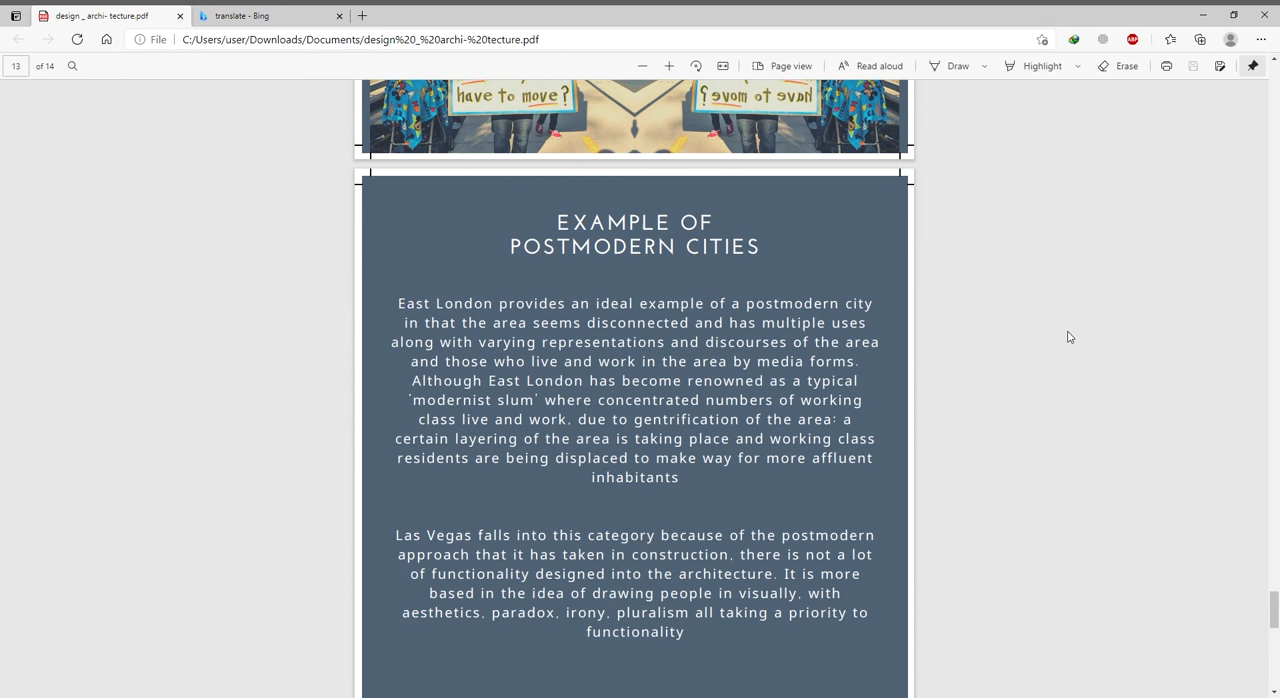 design _ archi- tecture.pdf
translate - Bing
File C:/Users/user/Downloads/Documents/design%20_%20archi-%20tecture.pdf
ABP
13 of 14 Page view Read aloud Draw Highlight Erase
have to move? have to move?
EXAMPLE OF
POSTMODERN CITIES
East London provides an ideal example of a postmodern city
in that the area seems disconnected and has multiple uses
along with varying representations and discourses of the area
and those who live and work in the area by media forms.
Although East London has become renowned as a typical
'modernist slum' where concentrated numbers of working
class live and work, due to gentrification of the area: a
certain layering of the area is taking place and working class
residents are being displaced to make way for more affluent
inhabitants
Las Vegas falls into this category because of the postmodern
approach that it has taken in construction, there is not a lot
of functionality designed into the architecture. It is more
based in the idea of drawing people in visually, with
aesthetics, paradox, irony, pluralism all taking a priority to
functionality